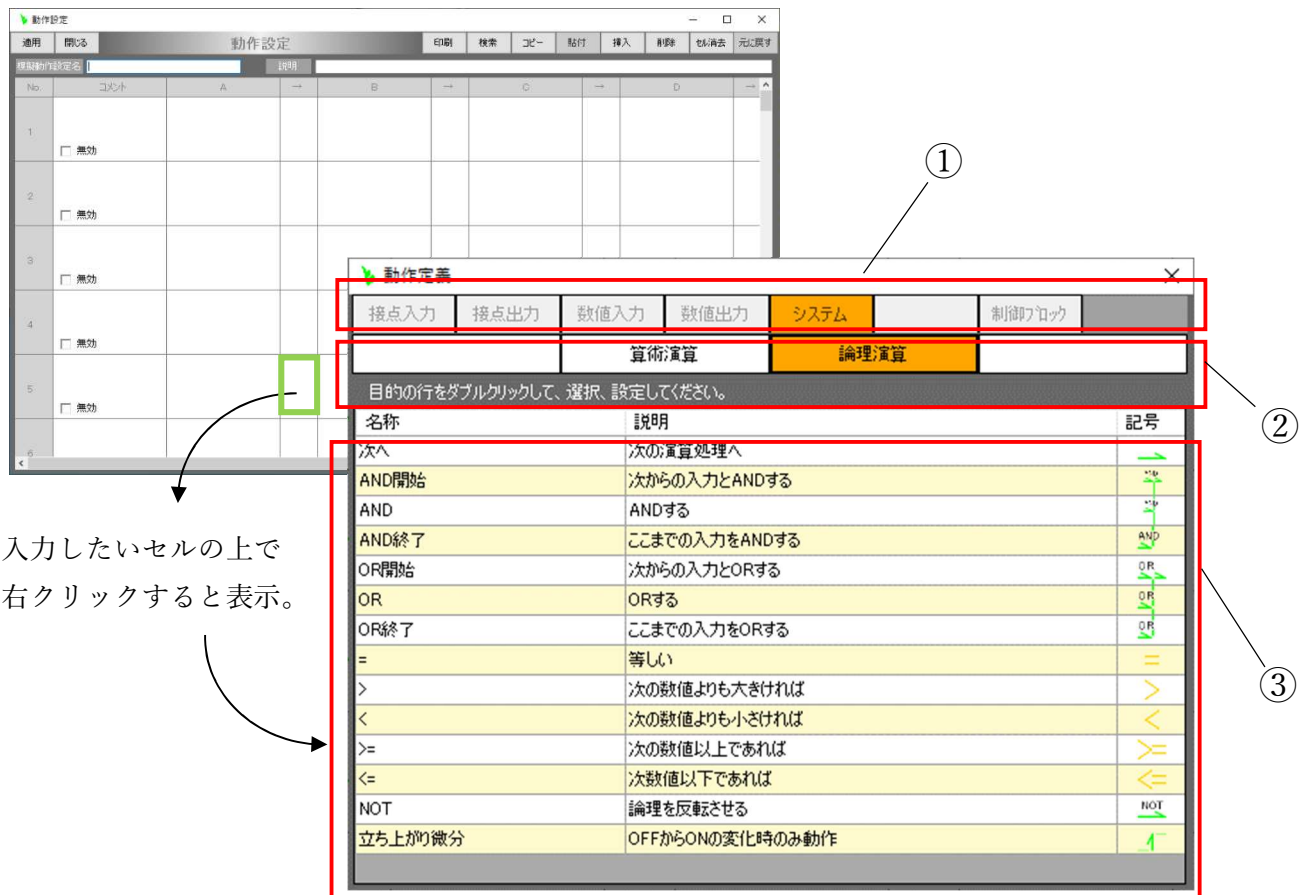 動作設定
適用 閉じる 動作設定 印刷 検索 コピー 貼付 挿入 削除 セル消去 元に戻す
模擬動作設定名 説明
No. コメント A → B → C → D →
1
無効
2
無効
3
無効
4
無効
5
無効
6
①
動作定義
接点入力 接点出力 数値入力 数値出力 システム 制御ブロック
算術演算 論理演算
目的の行をダブルクリックして、選択、設定してください。
②
名称 説明 記号
次へ 次の演算処理へ
AND開始 次からの入力とANDする AND
AND ANDする AND
AND終了 ここまでの入力をANDする AND
OR開始 次からの入力とORする OR
OR ORする OR
OR終了 ここまでの入力をORする OR
= 等しい =
> 次の数値よりも大きければ >
< 次の数値よりも小さければ <
>= 次の数値以上であれば >=
<= 次数値以下であれば <=
NOT 論理を反転させる NOT
立ち上がり微分 OFFからONの変化時のみ動作
③
入力したいセルの上で
右クリックすると表示。